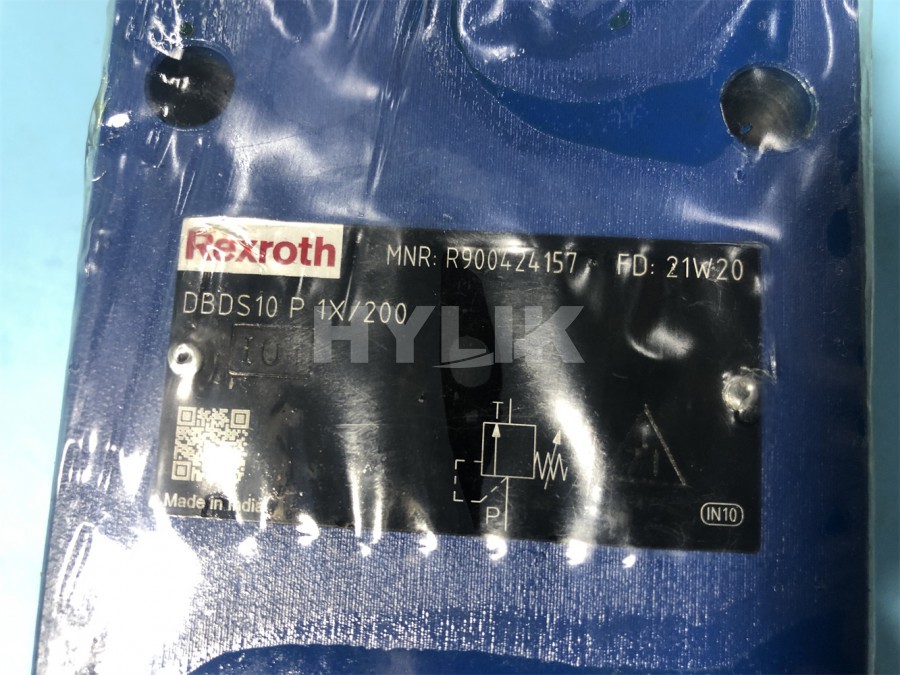 Rexroth
MNR: R900424157 FD: 21W20
DBDS10 P 1X/200
HYLIK
T
P
Made in India
IN10